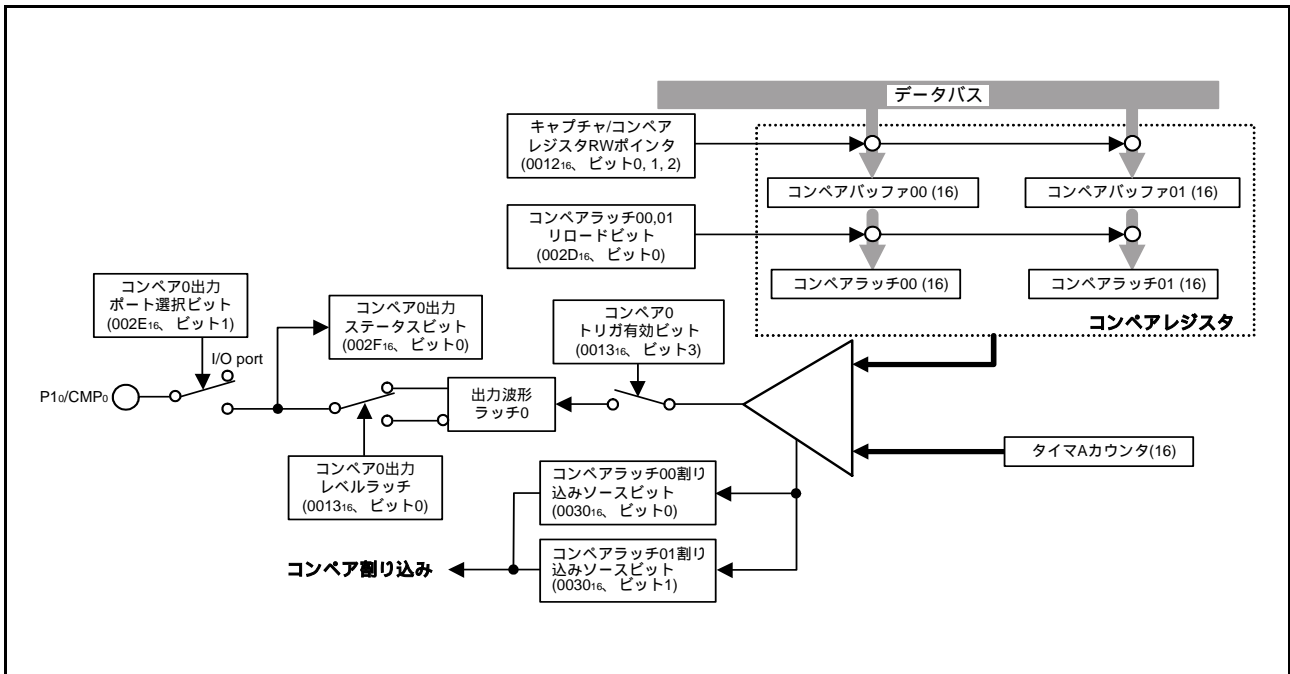 データバス
キャプチャ/コンペア
レジスタRWポインタ
(0012₁₆、ビット0, 1, 2)
コンペアバッファ00 (16)
コンペアバッファ01 (16)
コンペアラッチ00,01
リロードビット
(002D₁₆、ビット0)
コンペアラッチ00 (16)
コンペアラッチ01 (16)
コンペアレジスタ
コンペア0出力
ポート選択ビット
(002E₁₆、ビット1)
コンペア0出力
ステータスビット
(002F₁₆、ビット0)
コンペア0
トリガ有効ビット
(0013₁₆、ビット3)
I/O port
P1₀/CMP₀
出力波形
ラッチ0
タイマAカウンタ(16)
コンペア0出力
レベルラッチ
(0013₁₆、ビット0)
コンペアラッチ00割り
込みソースビット
(0030₁₆、ビット0)
コンペアラッチ01割り
込みソースビット
(0030₁₆、ビット1)
コンペア割り込み